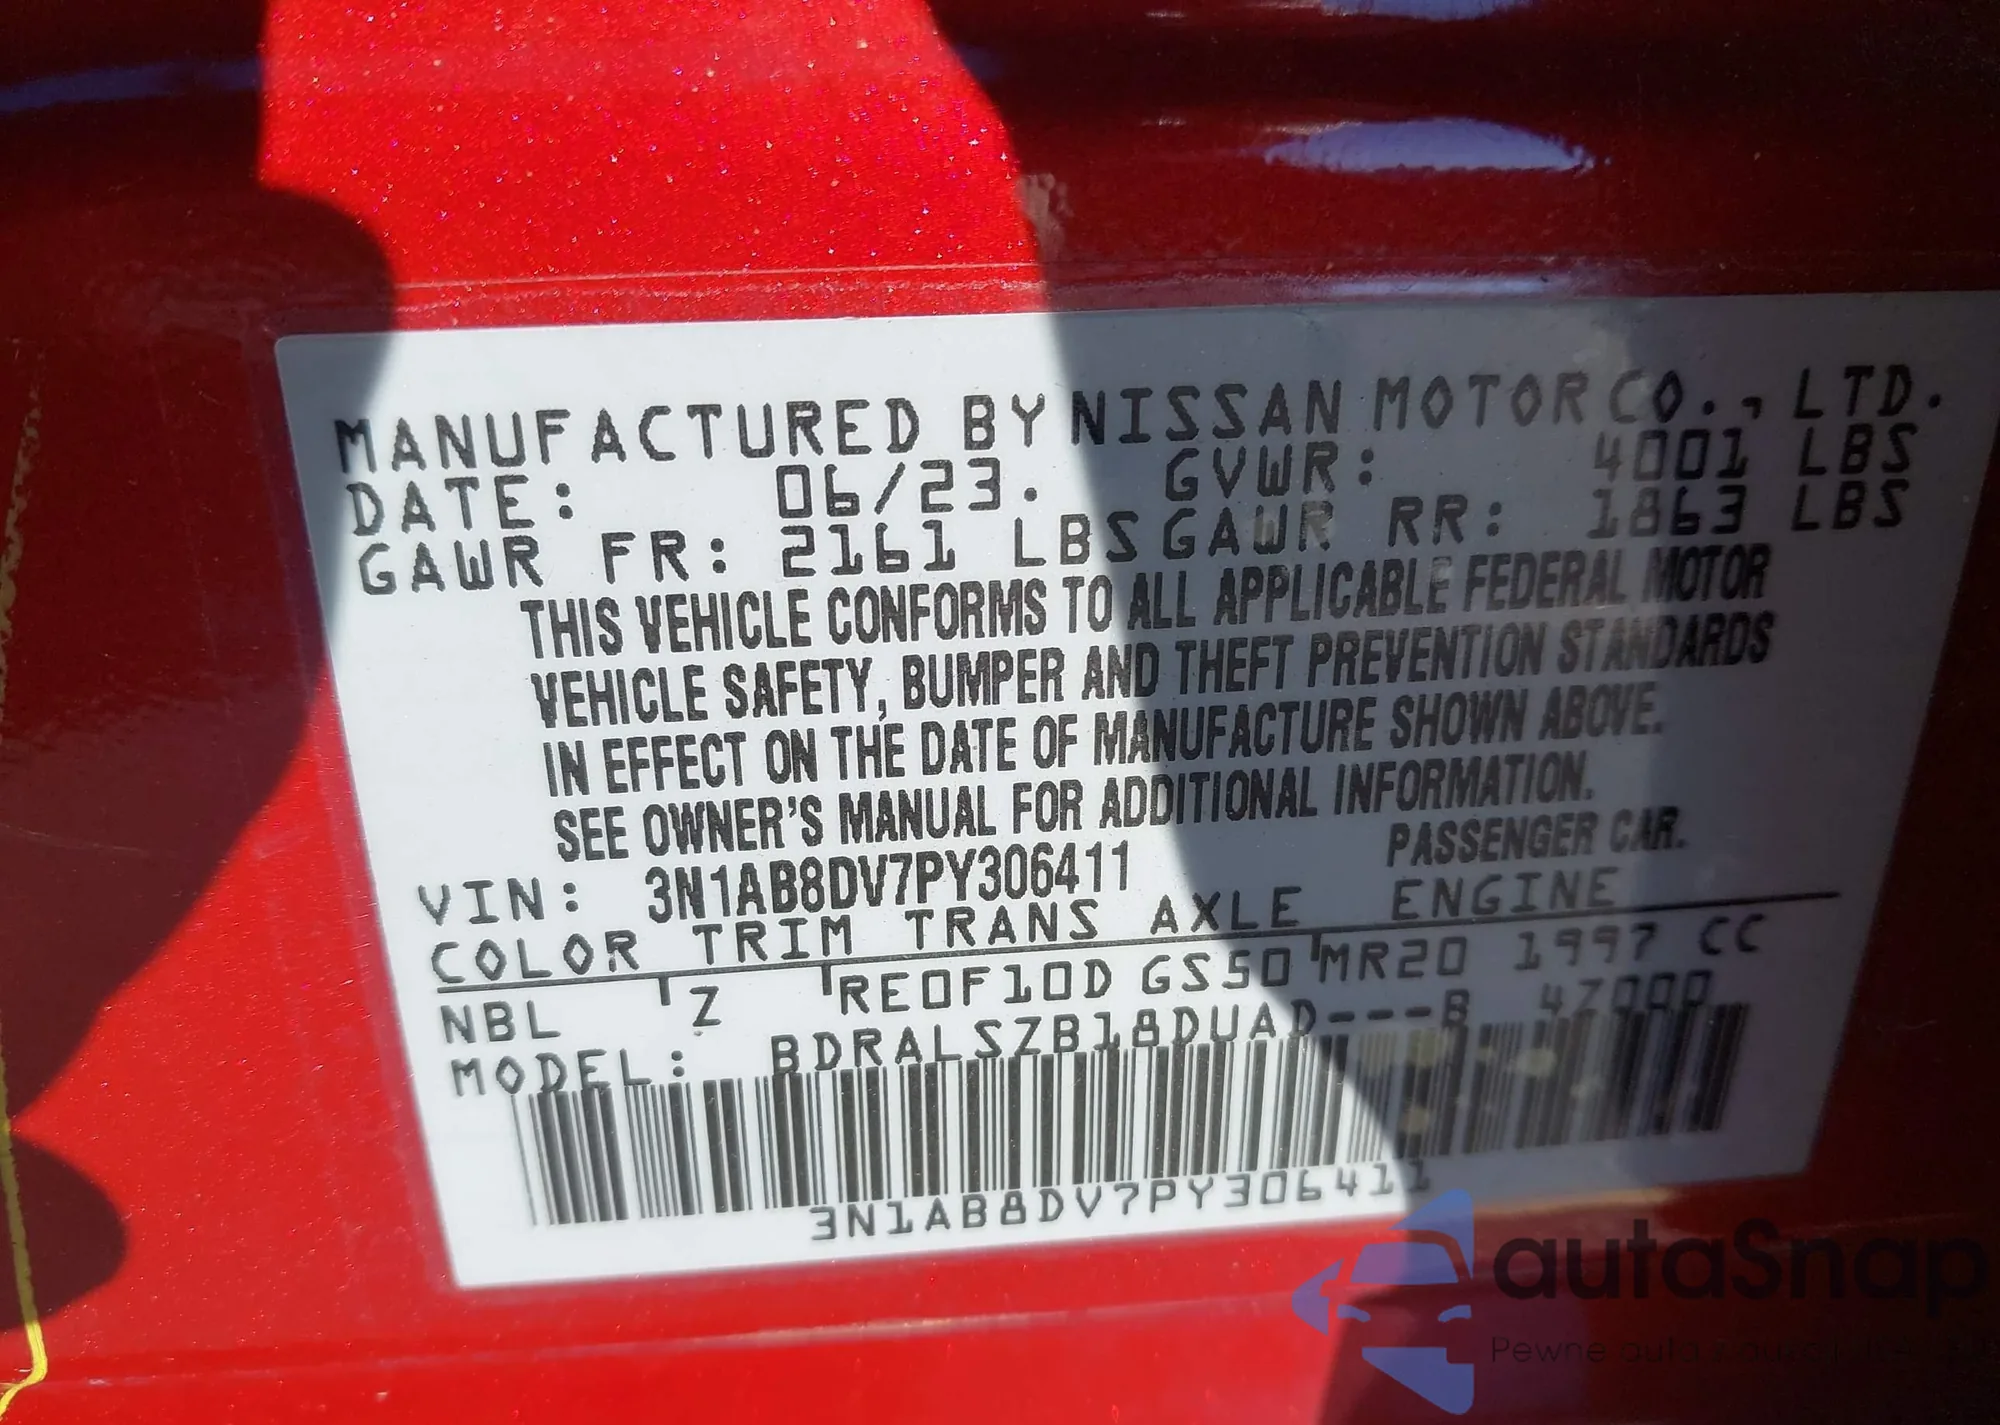 MANUFACTURED BY NISSAN MOTOR CO., LTD.
DATE: 06/23. GVWR: 4001 LBS
GAWR FR: 2161 LBS GAWR RR: 1863 LBS
THIS VEHICLE CONFORMS TO ALL APPLICABLE FEDERAL MOTOR
VEHICLE SAFETY, BUMPER AND THEFT PREVENTION STANDARDS
IN EFFECT ON THE DATE OF MANUFACTURE SHOWN ABOVE.
SEE OWNER'S MANUAL FOR ADDITIONAL INFORMATION.
PASSENGER CAR.
VIN: 3N1AB8DV7PY306411
COLOR TRIM TRANS AXLE ENGINE
NBL Z RE0F10D GS50 MR20 1997 CC
MODEL: BDRALSZB18DUAD---B 4Z000
3N1AB8DV7PY306411
autaSnap
Pewne auta z